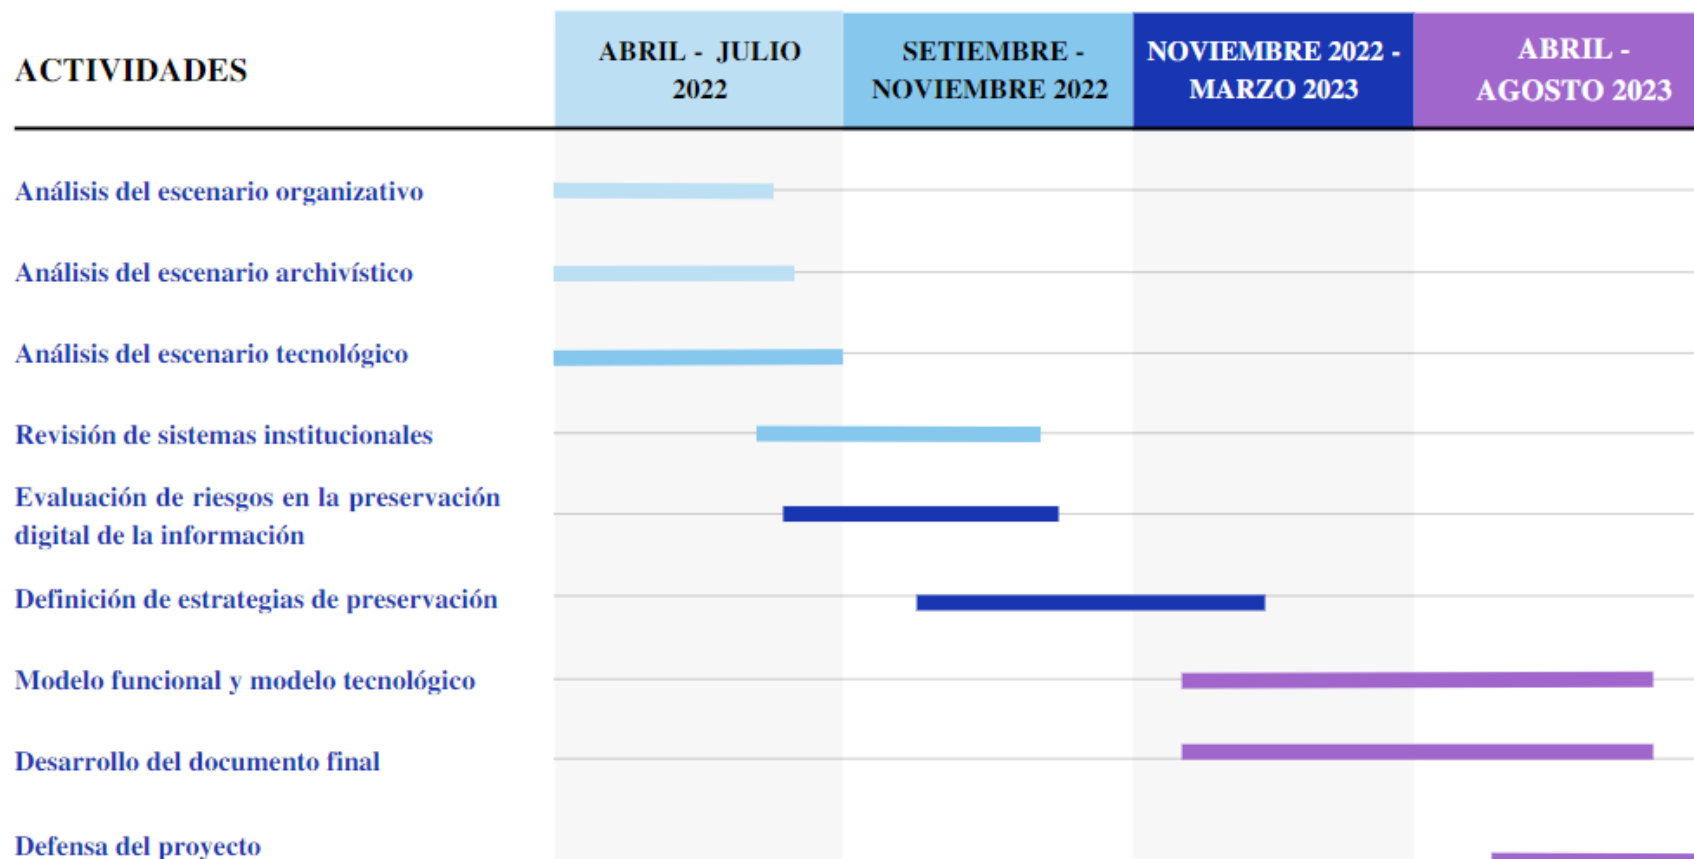 ACTIVIDADES
ABRIL - JULIO
2022
SETIEMBRE -
NOVIEMBRE 2022
NOVIEMBRE 2022 -
MARZO 2023
ABRIL -
AGOSTO 2023
Análisis del escenario organizativo
Análisis del escenario archivístico
Análisis del escenario tecnológico
Revisión de sistemas institucionales
Evaluación de riesgos en la preservación
digital de la información
Definición de estrategias de preservación
Modelo funcional y modelo tecnológico
Desarrollo del documento final
Defensa del proyecto